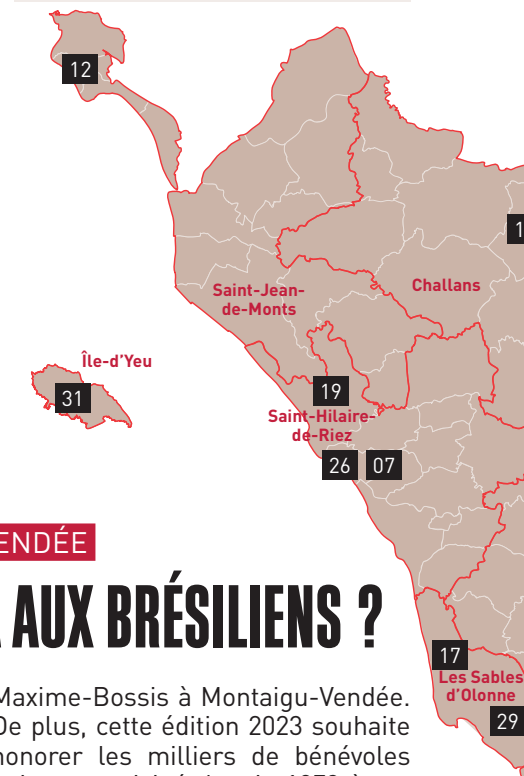 12
1
Saint-Jean-
de-Monts
Challans
Île-d'Yeu
31
19
Saint-Hilaire-
de-Riez
26 07
AUX BRÉSILIENS ?
17
Les Sables
d'Olonne
29
Maxime-Bossis à Montaigu-Vendée.
De plus, cette édition 2023 souhaite
honorer les milliers de bénévoles